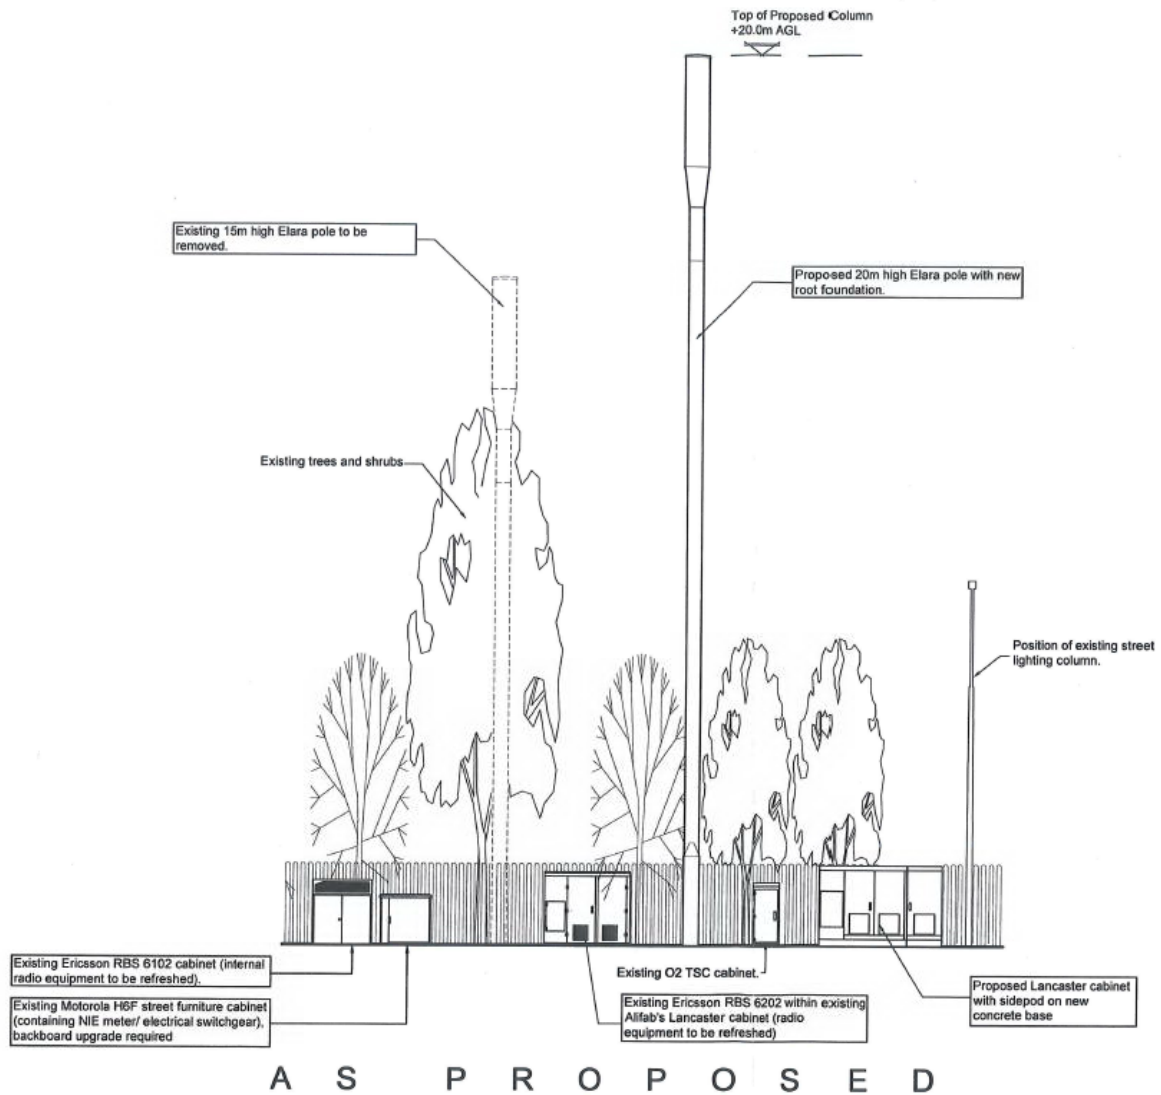 Top of Proposed Column
+20.0m AGL
Existing 15m high Elara pole to be
removed.
Proposed 20m high Elara pole with new
root foundation.
Existing trees and shrubs
Position of existing street
lighting column.
Existing Ericsson RBS 6102 cabinet (internal
radio equipment to be refreshed).
Existing Motorola H6F street furniture cabinet
(containing NIE meter/ electrical switchgear),
backboard upgrade required
Existing O2 TSC cabinet.
Existing Ericsson RBS 6202 within existing
Alifab's Lancaster cabinet (radio
equipment to be refreshed)
Proposed Lancaster cabinet
with sidepod on new
concrete base
AS PROPOSED